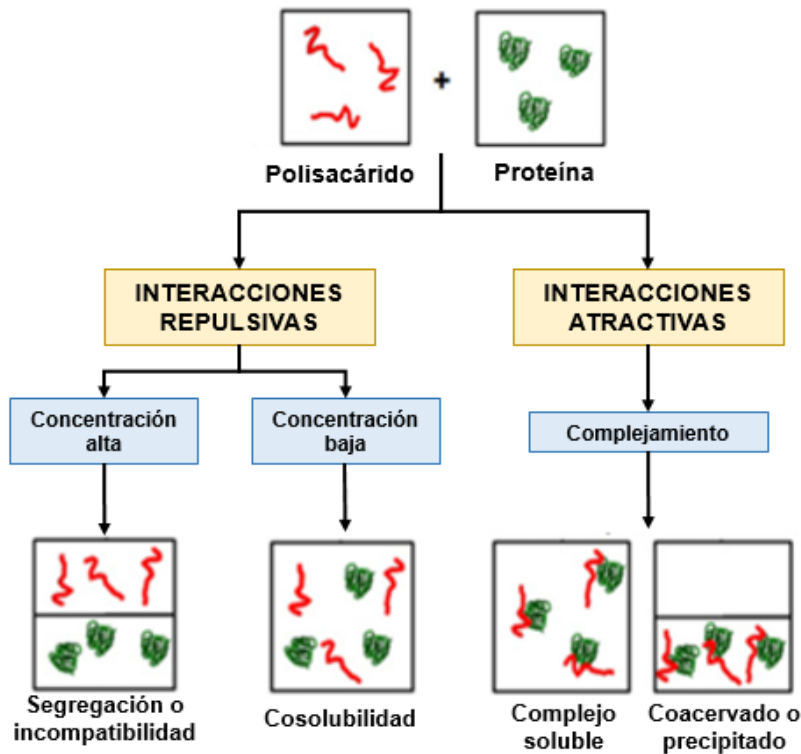 +
Polisacárido
Proteína
INTERACCIONES
REPULSIVAS
INTERACCIONES
ATRACTIVAS
Concentración
alta
Concentración
baja
Complejamiento
Segregación o
incompatibilidad
Cosolubilidad
Complejo
soluble
Coacervado o
precipitado